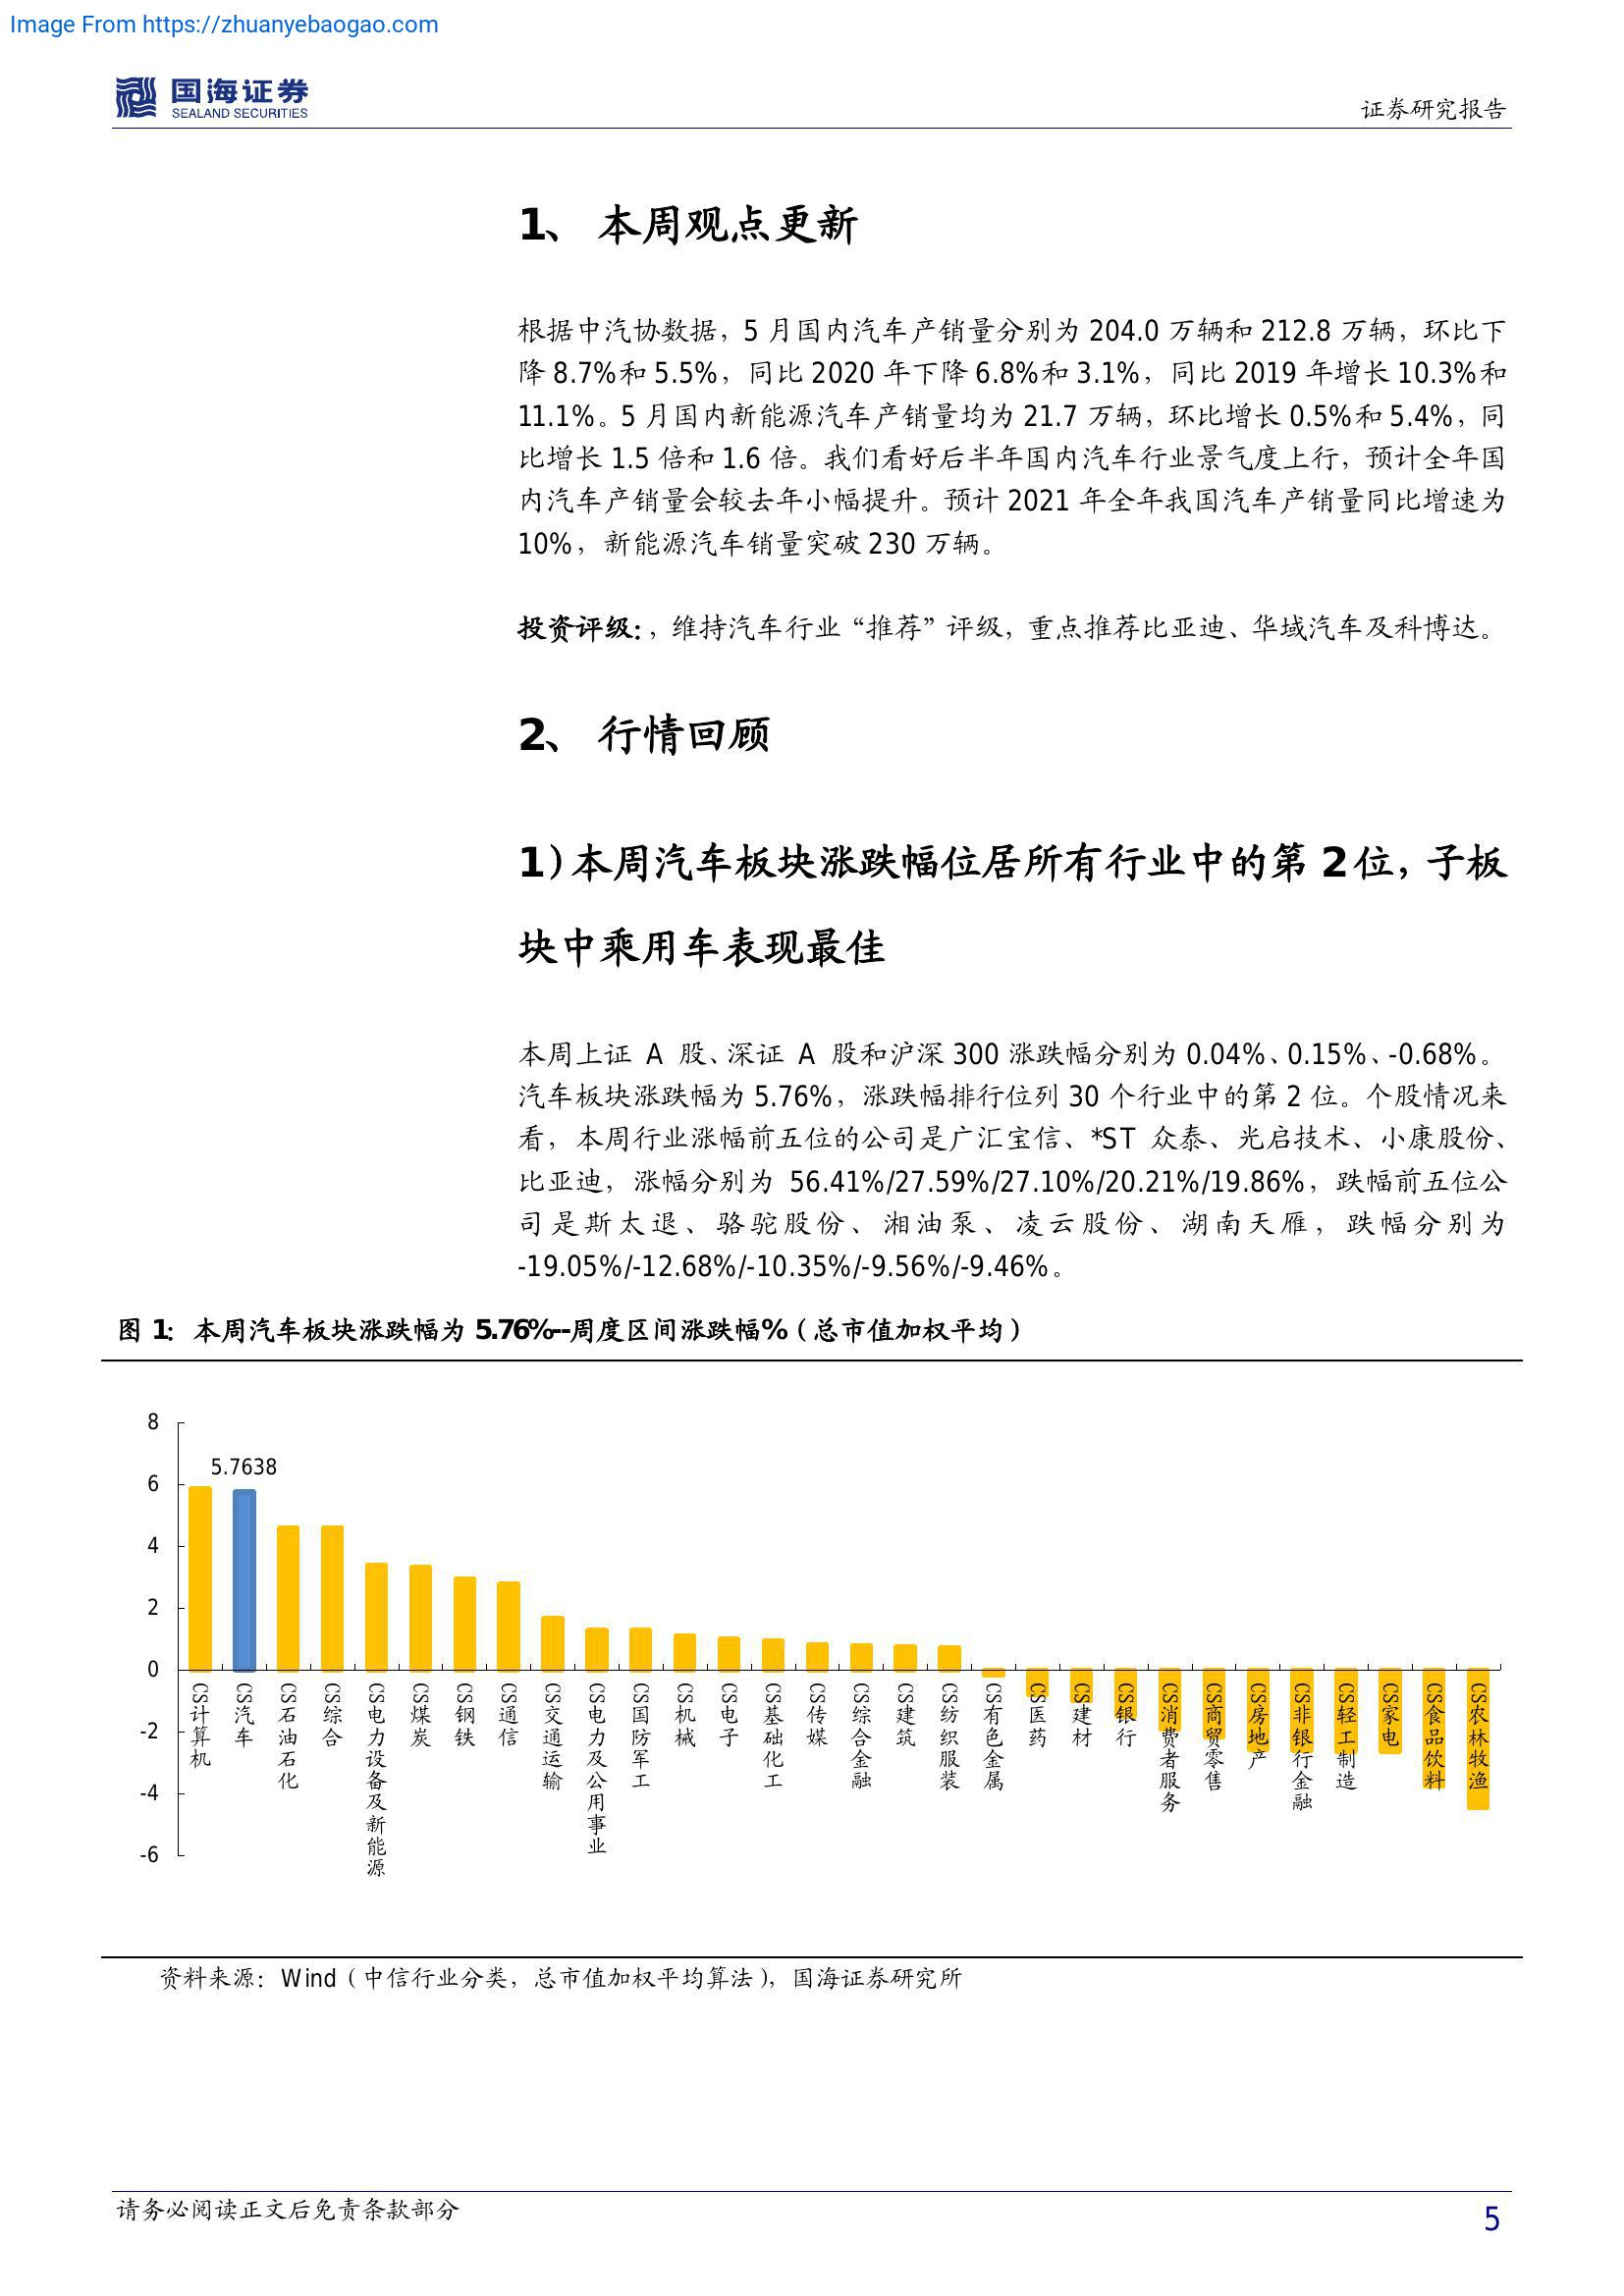 Image From https://zhuanyebaogao.com
国海证券
SEALAND SECURITIES
证券研究报告
1、 本周观点更新
根据中汽协数据，5 月国内汽车产销量分别为 204.0 万辆和 212.8 万辆，环比下
降 8.7%和 5.5%，同比 2020 年下降 6.8%和 3.1%，同比 2019 年增长 10.3%和
11.1%。5 月国内新能源汽车产销量均为 21.7 万辆，环比增长 0.5%和 5.4%，同
比增长 1.5 倍和 1.6 倍。我们看好后半年国内汽车行业景气度上行，预计全年国
内汽车产销量会较去年小幅提升。预计 2021 年全年我国汽车产销量同比增速为
10%，新能源汽车销量突破 230 万辆。
投资评级：，维持汽车行业“推荐”评级，重点推荐比亚迪、华域汽车及科博达。
2、 行情回顾
1）本周汽车板块涨跌幅位居所有行业中的第 2 位，子板
块中乘用车表现最佳
本周上证 A 股、深证 A 股和沪深 300 涨跌幅分别为 0.04%、0.15%、-0.68%。
汽车板块涨跌幅为 5.76%，涨跌幅排行位列 30 个行业中的第 2 位。个股情况来
看，本周行业涨幅前五位的公司是广汇宝信、*ST 众泰、光启技术、小康股份、
比亚迪，涨幅分别为 56.41%/27.59%/27.10%/20.21%/19.86%，跌幅前五位公
司是斯太退、骆驼股份、湘油泵、凌云股份、湖南天雁，跌幅分别为
-19.05%/-12.68%/-10.35%/-9.56%/-9.46%。
图 1：本周汽车板块涨跌幅为 5.76%--周度区间涨跌幅%（总市值加权平均）
8
6
4
2
0
-2
-4
-6
5.7638
CS计算机
CS汽车
CS石油石化
CS综合
CS电力设备及新能源
CS煤炭
CS钢铁
CS通信
CS交通运输
CS电力及公用事业
CS国防军工
CS机械
CS电子
CS基础化工
CS传媒
CS综合金融
CS建筑
CS纺织服装
CS有色金属
CS医药
CS建材
CS银行
CS消费者服务
CS商贸零售
CS房地产
CS非银行金融
CS轻工制造
CS家电
CS食品饮料
CS农林牧渔
资料来源：Wind（中信行业分类，总市值加权平均算法），国海证券研究所
请务必阅读正文后免责条款部分
5